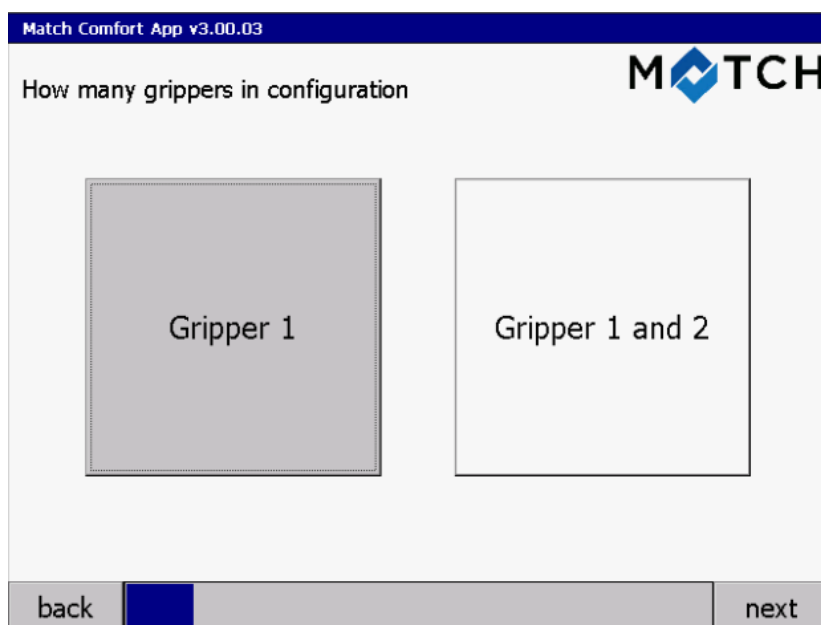 Match Comfort App v3.00.03
How many grippers in configuration
MATCH
Gripper 1
Gripper 1 and 2
back
next